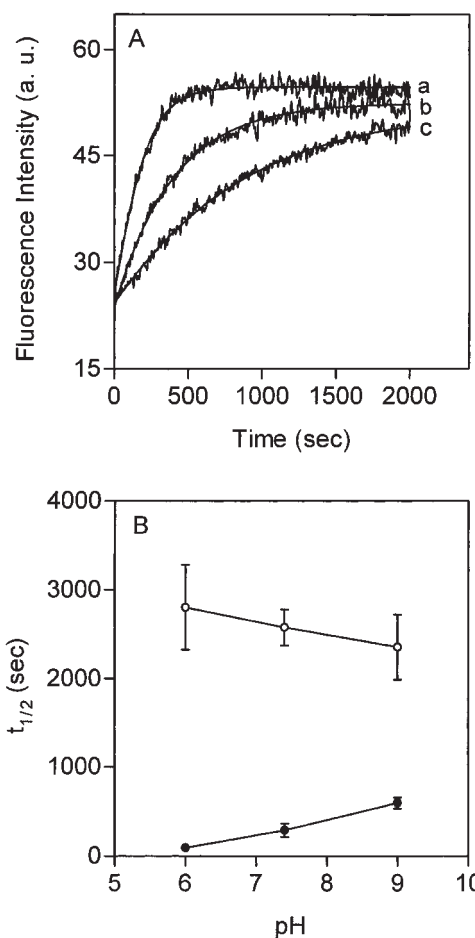 A
Fluorescence Intensity (a. u.)
60
45
30
15
a
b
c
0 500 1000 1500 2000
Time (sec)
B
t1/2 (sec)
4000
3000
2000
1000
0
5 6 7 8 9 10
pH